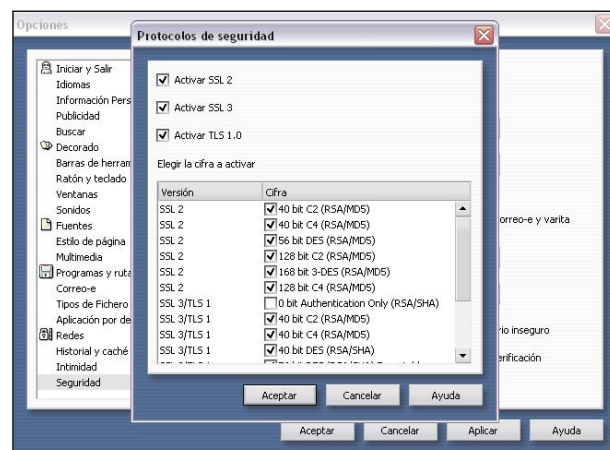 Opciones
Protocolos de seguridad
Iniciar y Salir
Idiomas
Información Pers
Publicidad
Buscar
Decorado
Barras de herram
Ratón y teclado
Ventanas
Sonidos
Fuentes
Estilo de página
Multimedia
Programas y ruta
Correo-e
Tipos de Fichero
Aplicación por de
Redes
Historial y caché
Intimidad
Seguridad
Activar SSL 2
Activar SSL 3
Activar TLS 1.0
Elegir la cifra a activar
Versión Cifra
SSL 2 40 bit C2 (RSA/MD5)
SSL 2 40 bit C4 (RSA/MD5)
SSL 2 56 bit DES (RSA/MD5)
SSL 2 128 bit C2 (RSA/MD5)
SSL 2 168 bit 3-DES (RSA/MD5)
SSL 2 128 bit C4 (RSA/MD5)
SSL 3/TLS 1 0 bit Authentication Only (RSA/SHA)
SSL 3/TLS 1 40 bit C2 (RSA/MD5)
SSL 3/TLS 1 40 bit C4 (RSA/MD5)
SSL 3/TLS 1 40 bit DES (RSA/SHA)
Aceptar Cancelar Ayuda
orreo-e y varita
io inseguro
erificación
Aceptar Cancelar Aplicar Ayuda